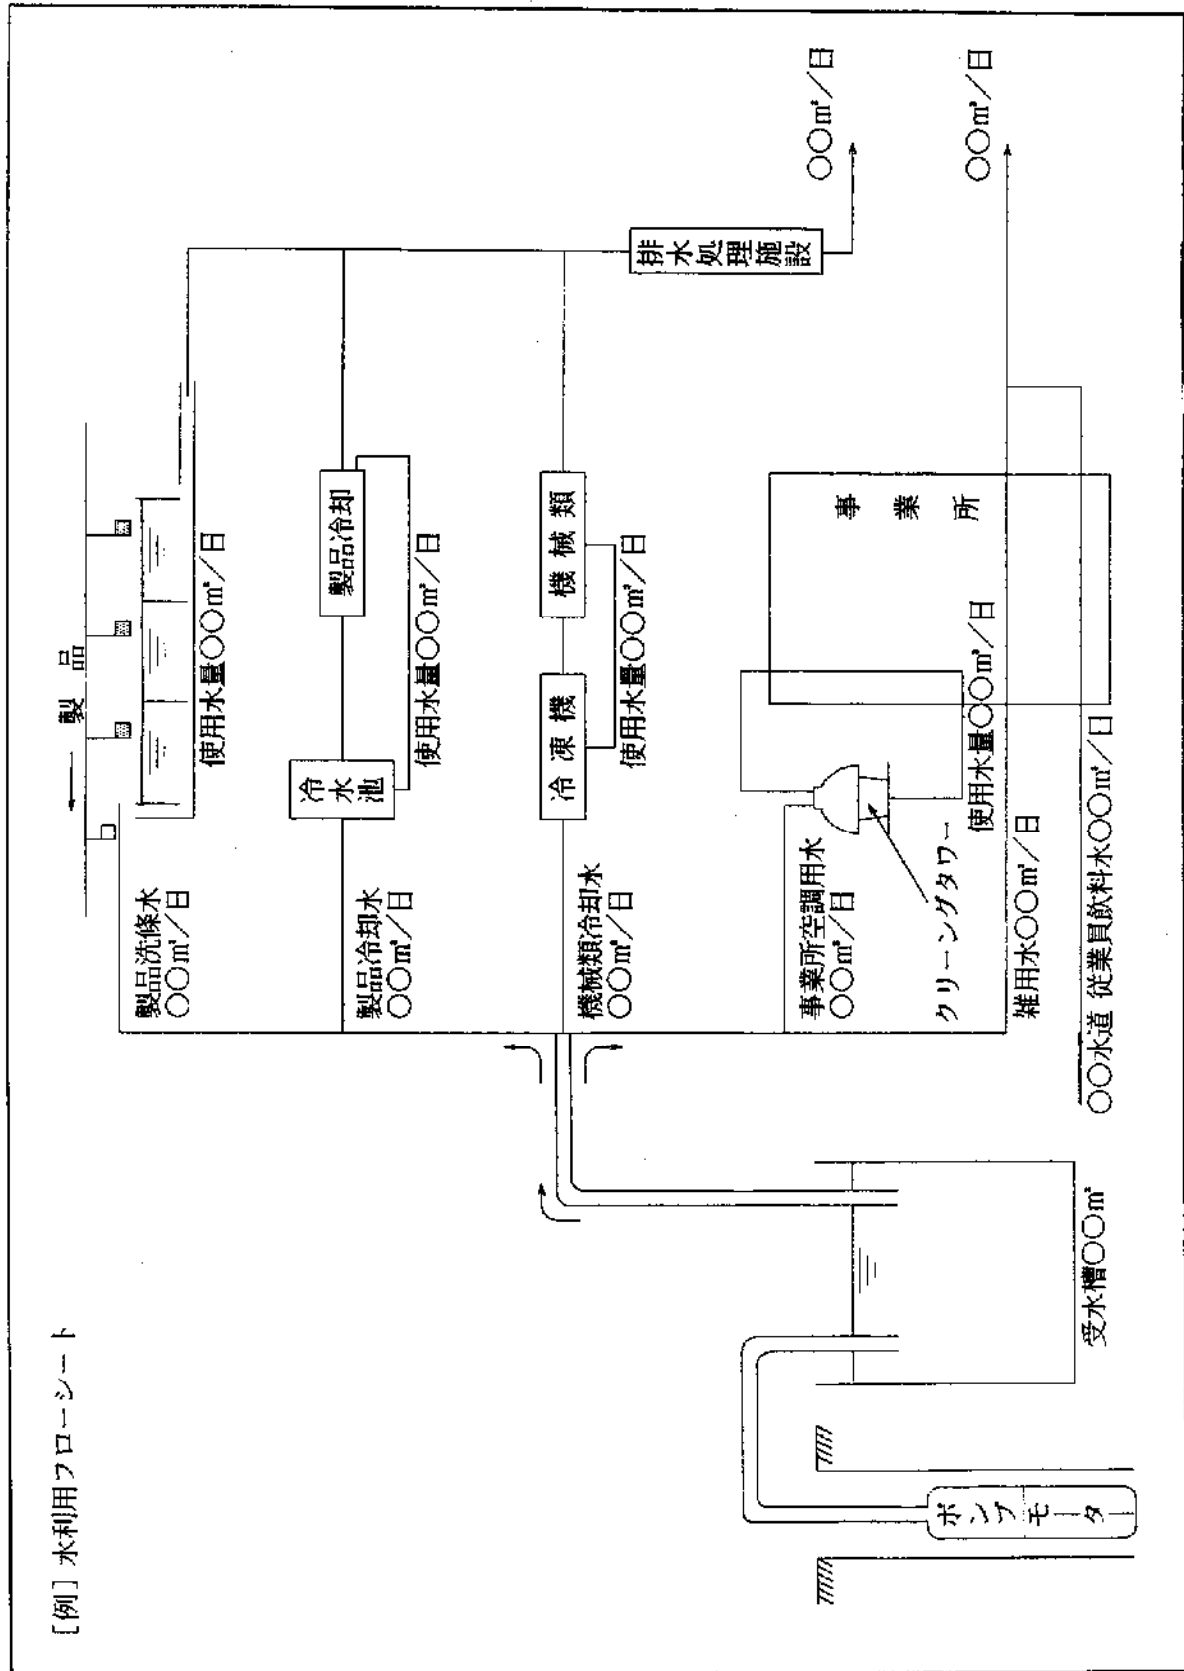 [例] 水利用フローシート
製品
製品洗滌水
○○㎥/日
使用水量○○㎥/日
製品冷却水
○○㎥/日
冷水池
製品冷却
使用水量○○㎥/日
機械類冷却水
○○㎥/日
冷凍機
機械類
使用水量○○㎥/日
排水処理施設
○○㎥/日
○○㎥/日
事業所空調用水
○○㎥/日
クリーングタワー
使用水量○○㎥/日
事業所
雑用水○○㎥/日
○○水道 従業員飲料水○○㎥/日
受水槽○○㎥
ポンプ
モータ